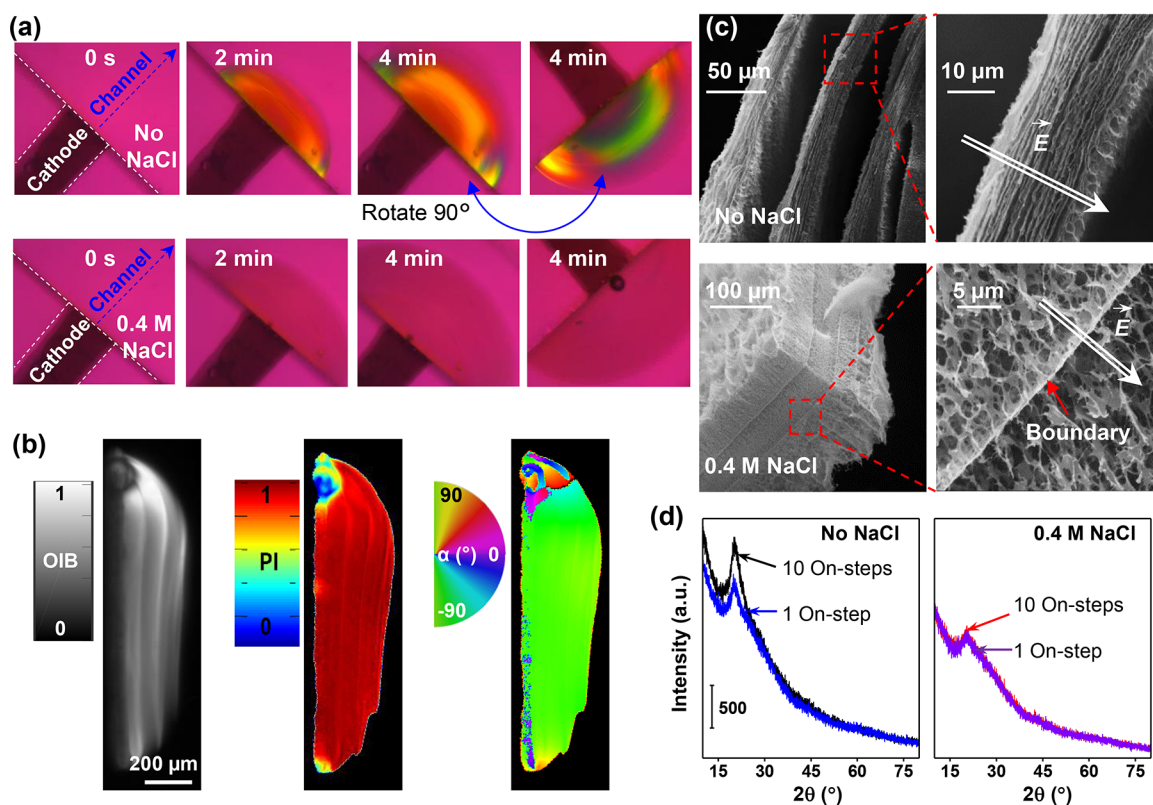 (a)
0 s
Channel
Cathode
No
NaCl
2 min
4 min
4 min
Rotate 90°
0 s
Channel
Cathode
0.4 M
NaCl
2 min
4 min
4 min
(b)
1
OIB
0
200 µm
1
PI
0
90
α (°)
0
-90
(c)
50 µm
No NaCl
10 µm
E
100 µm
0.4 M NaCl
5 µm
E
Boundary
(d)
Intensity (a.u.)
No NaCl
10 On-steps
1 On-step
500
15 30 45 60 75
2θ (°)
0.4 M NaCl
10 On-steps
1 On-step
15 30 45 60 75
2θ (°)